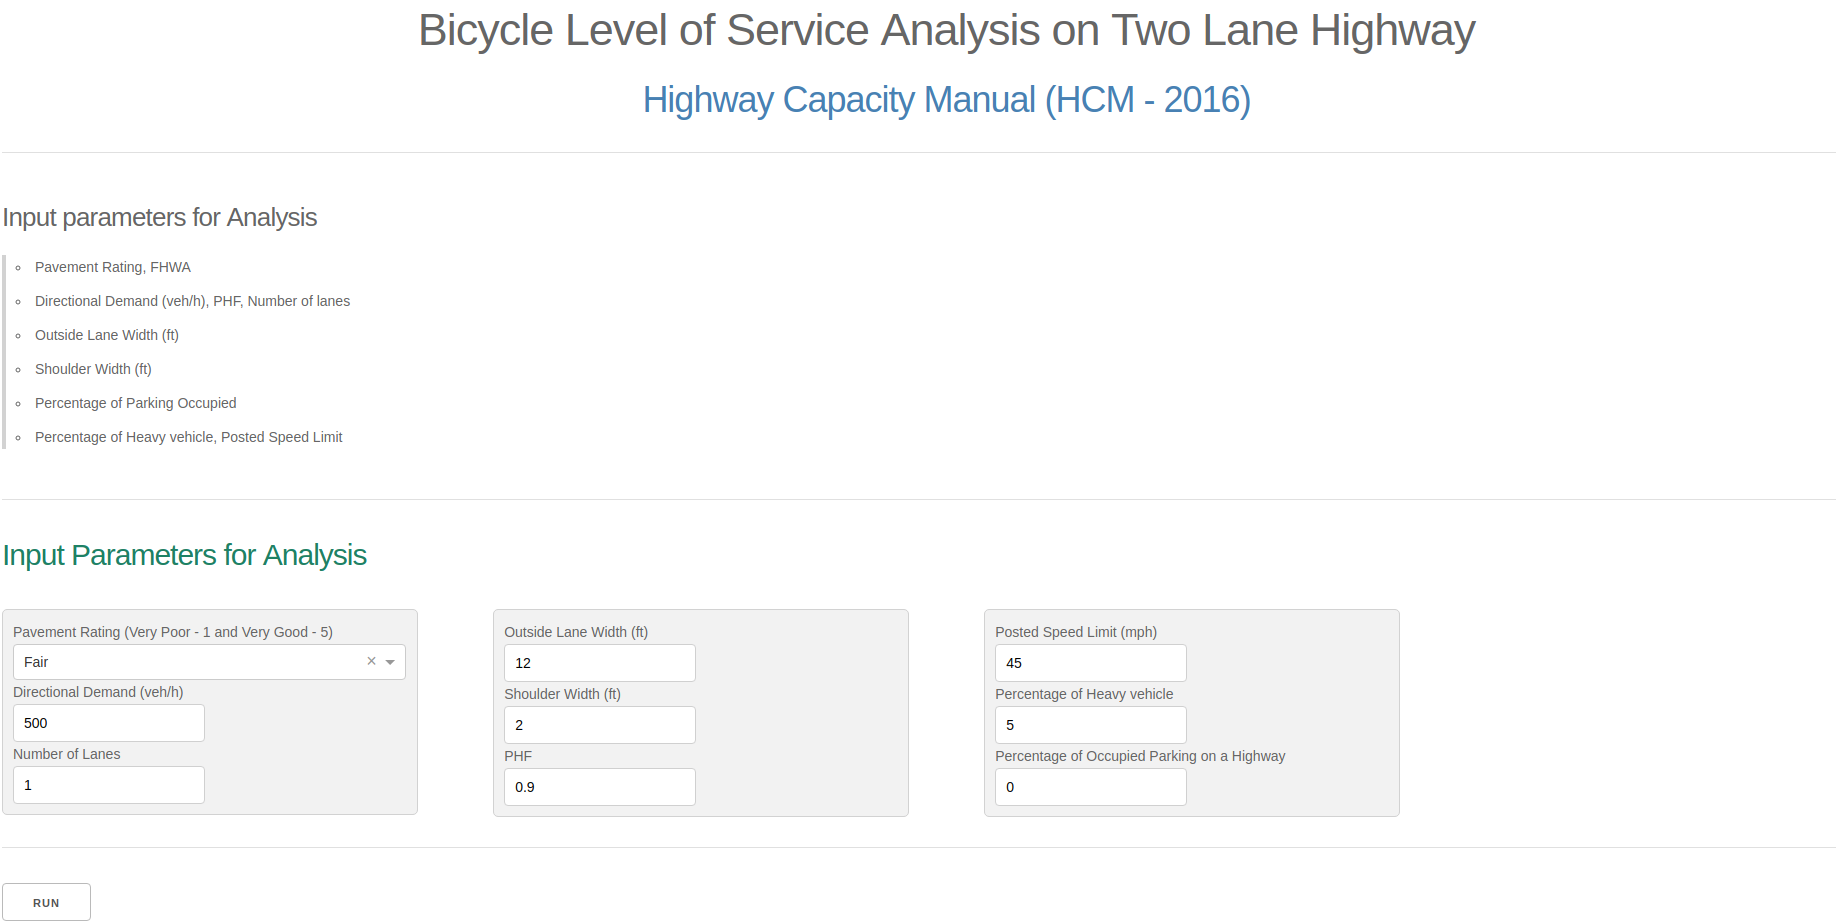 Bicycle Level of Service Analysis on Two Lane Highway
Highway Capacity Manual (HCM - 2016)
Input parameters for Analysis
Pavement Rating, FHWA
Directional Demand (veh/h), PHF, Number of lanes
Outside Lane Width (ft)
Shoulder Width (ft)
Percentage of Parking Occupied
Percentage of Heavy vehicle, Posted Speed Limit
Input Parameters for Analysis
Pavement Rating (Very Poor - 1 and Very Good - 5)
Fair
Directional Demand (veh/h)
500
Number of Lanes
1
Outside Lane Width (ft)
12
Shoulder Width (ft)
2
PHF
0.9
Posted Speed Limit (mph)
45
Percentage of Heavy vehicle
5
Percentage of Occupied Parking on a Highway
0
RUN